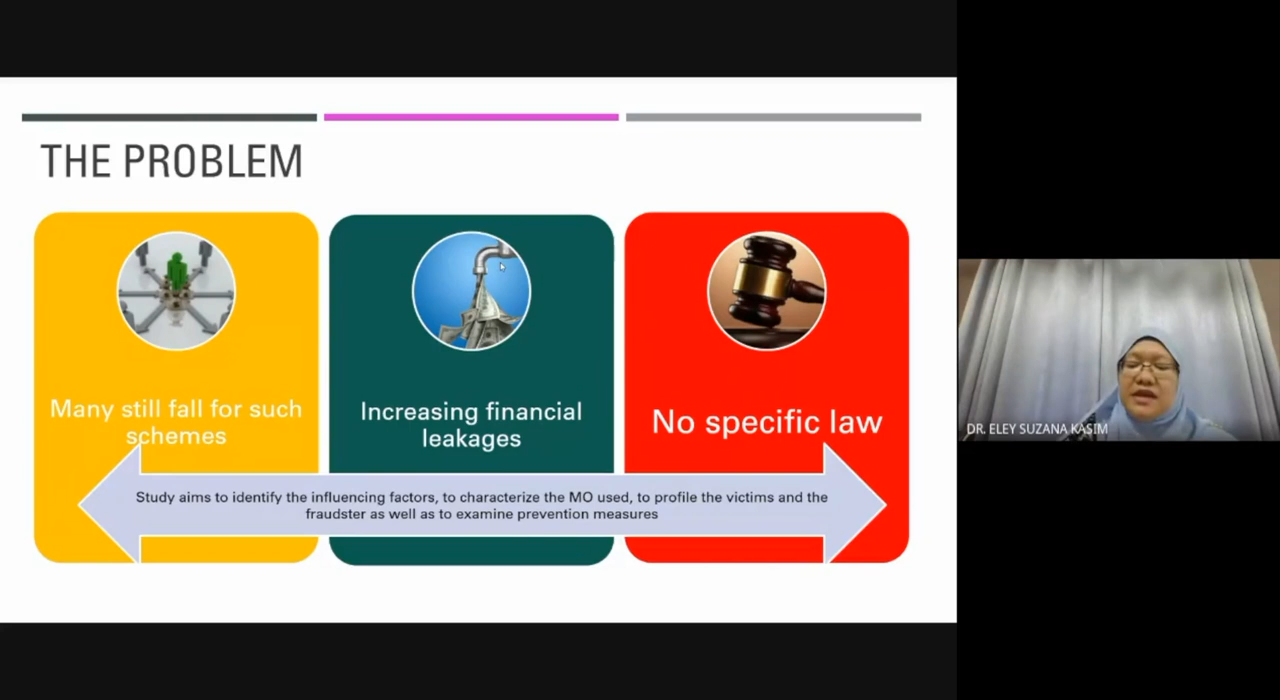 THE PROBLEM
Many still fall for such
schemes
Increasing financial
leakages
No specific law
Study aims to identify the influencing factors, to characterize the MO used, to profile the victims and the
fraudster as well as to examine prevention measures
DR. ELEY SUZANA KASIM